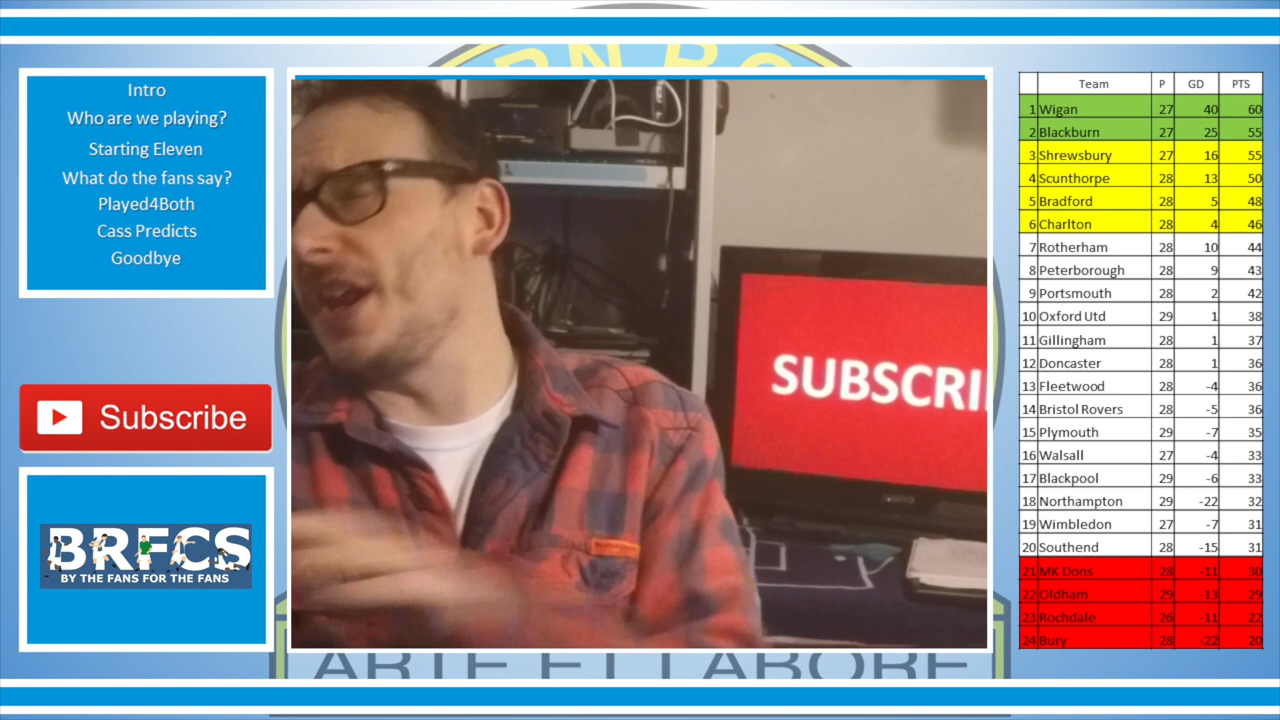 RN RO
Intro
Who are we playing?
Starting Eleven
What do the fans say?
Played4Both
Cass Predicts
Goodbye
Subscribe
BRFCS
BY THE FANS FOR THE FANS
SUBSCRI
ARTE ET LABORE
Team P GD PTS
1 Wigan 27 40 60
2 Blackburn 27 25 55
3 Shrewsbury 27 16 55
4 Scunthorpe 28 13 50
5 Bradford 28 5 48
6 Charlton 28 4 46
7 Rotherham 28 10 44
8 Peterborough 28 9 43
9 Portsmouth 28 2 42
10 Oxford Utd 29 1 38
11 Gillingham 28 1 37
12 Doncaster 28 1 36
13 Fleetwood 28 -4 36
14 Bristol Rovers 28 -5 36
15 Plymouth 29 -7 35
16 Walsall 27 -4 33
17 Blackpool 29 -6 33
18 Northampton 29 -22 32
19 Wimbledon 27 -7 31
20 Southend 28 -15 31
21 MK Dons 28 -11 30
22 Oldham 29 -13 29
23 Rochdale 26 -11 22
24 Bury 28 -22 20